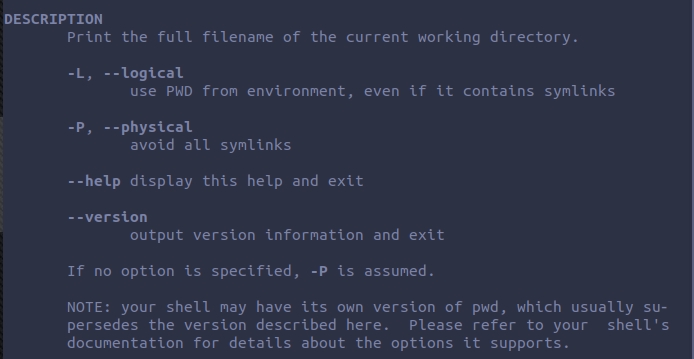 DESCRIPTION
Print the full filename of the current working directory.
-L, --logical
use PWD from environment, even if it contains symlinks
-P, --physical
avoid all symlinks
--help display this help and exit
--version
output version information and exit
If no option is specified, -P is assumed.
NOTE: your shell may have its own version of pwd, which usually su-
persedes the version described here.  Please refer to your  shell's
documentation for details about the options it supports.